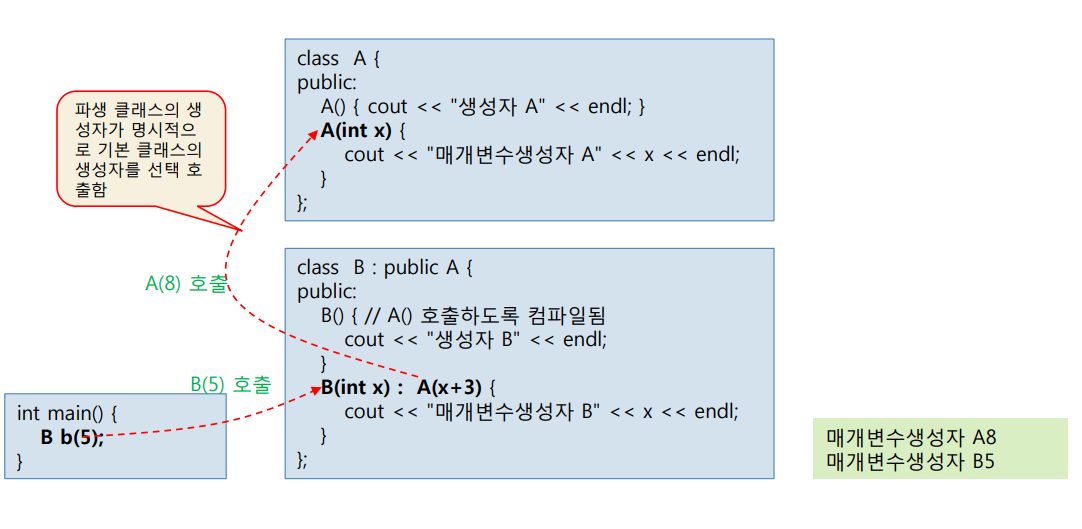 class A {
public:
A() { cout << "생성자 A" << endl; }
A(int x) {
cout << "매개변수생성자 A" << x << endl;
}
};
파생 클래스의 생
성자가 명시적으
로 기본 클래스의
생성자를 선택 호
출함
A(8) 호출
class B : public A {
public:
B() { // A() 호출하도록 컴파일됨
cout << "생성자 B" << endl;
}
B(int x) : A(x+3) {
cout << "매개변수생성자 B" << x << endl;
}
};
B(5) 호출
int main() {
B b(5);
}
매개변수생성자 A8
매개변수생성자 B5